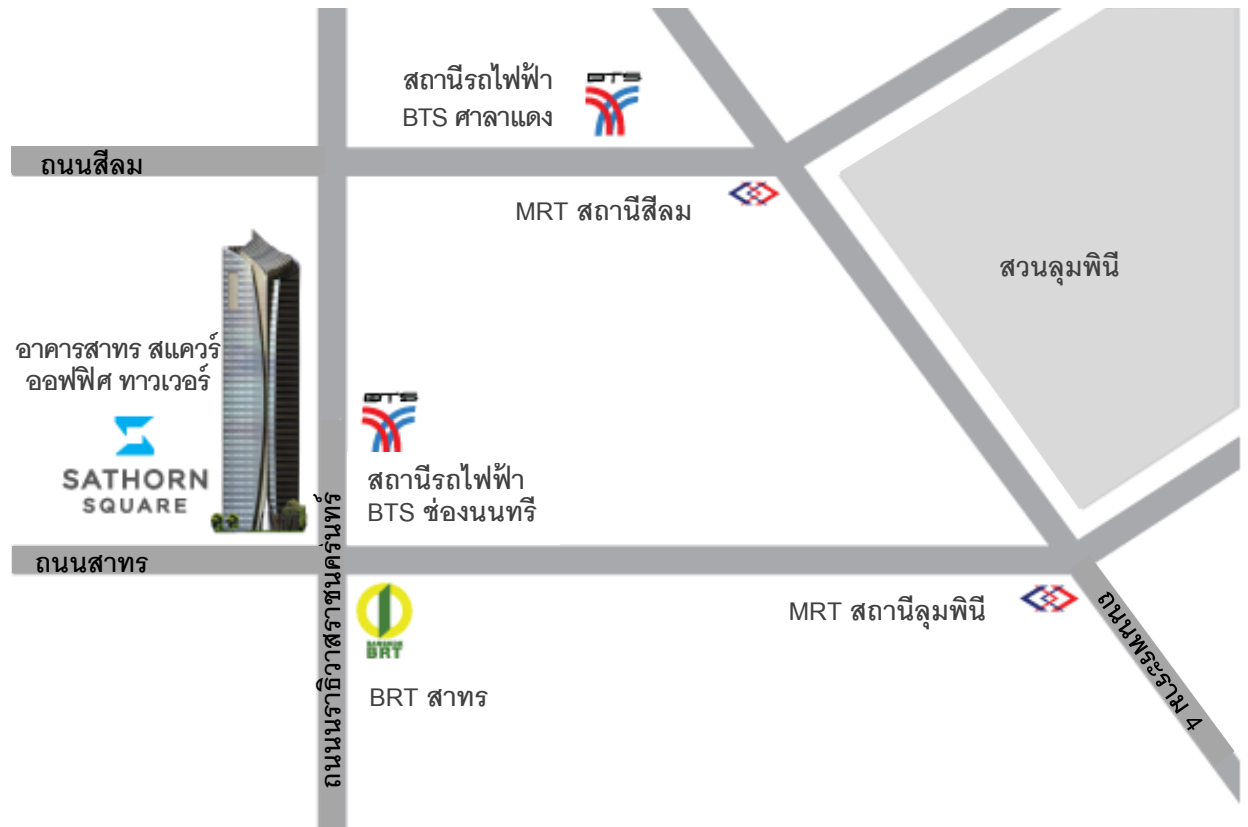 BTS
สถานีรถไฟฟ้า
BTS ศาลาแดง
ถนนสีลม
MRT สถานีสีลม
สวนลุมพินี
อาคารสาทร สแควร์
ออฟฟิศ ทาวเวอร์
SATHORN
SQUARE
BTS
สถานีรถไฟฟ้า
BTS ช่องนนทรี
ถนนสาทร
ถนนนราธิวาสราชนครินทร์
BANGKOK
BRT
BRT สาทร
MRT สถานีลุมพินี
ถนนพระราม 4